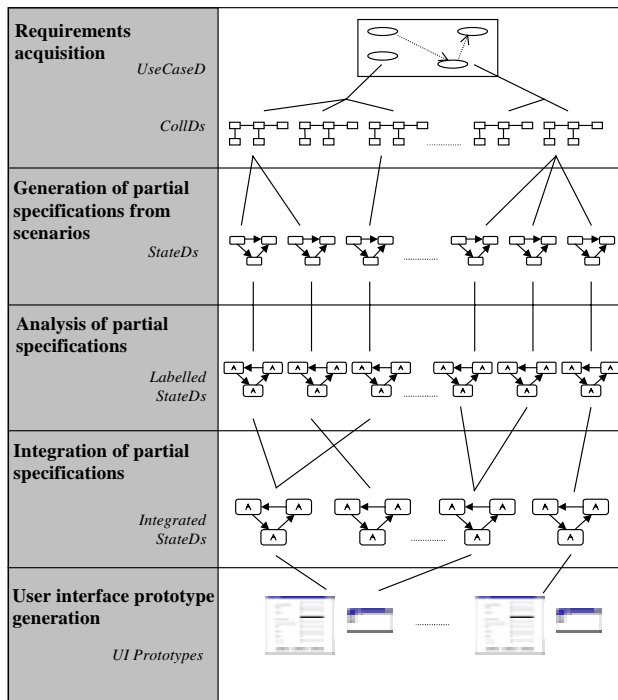 Requirements
acquisition
UseCaseD
CollDs
Generation of partial
specifications from
scenarios
StateDs
Analysis of partial
specifications
Labelled
StateDs
Integration of partial
specifications
Integrated
StateDs
User interface prototype
generation
UI Prototypes